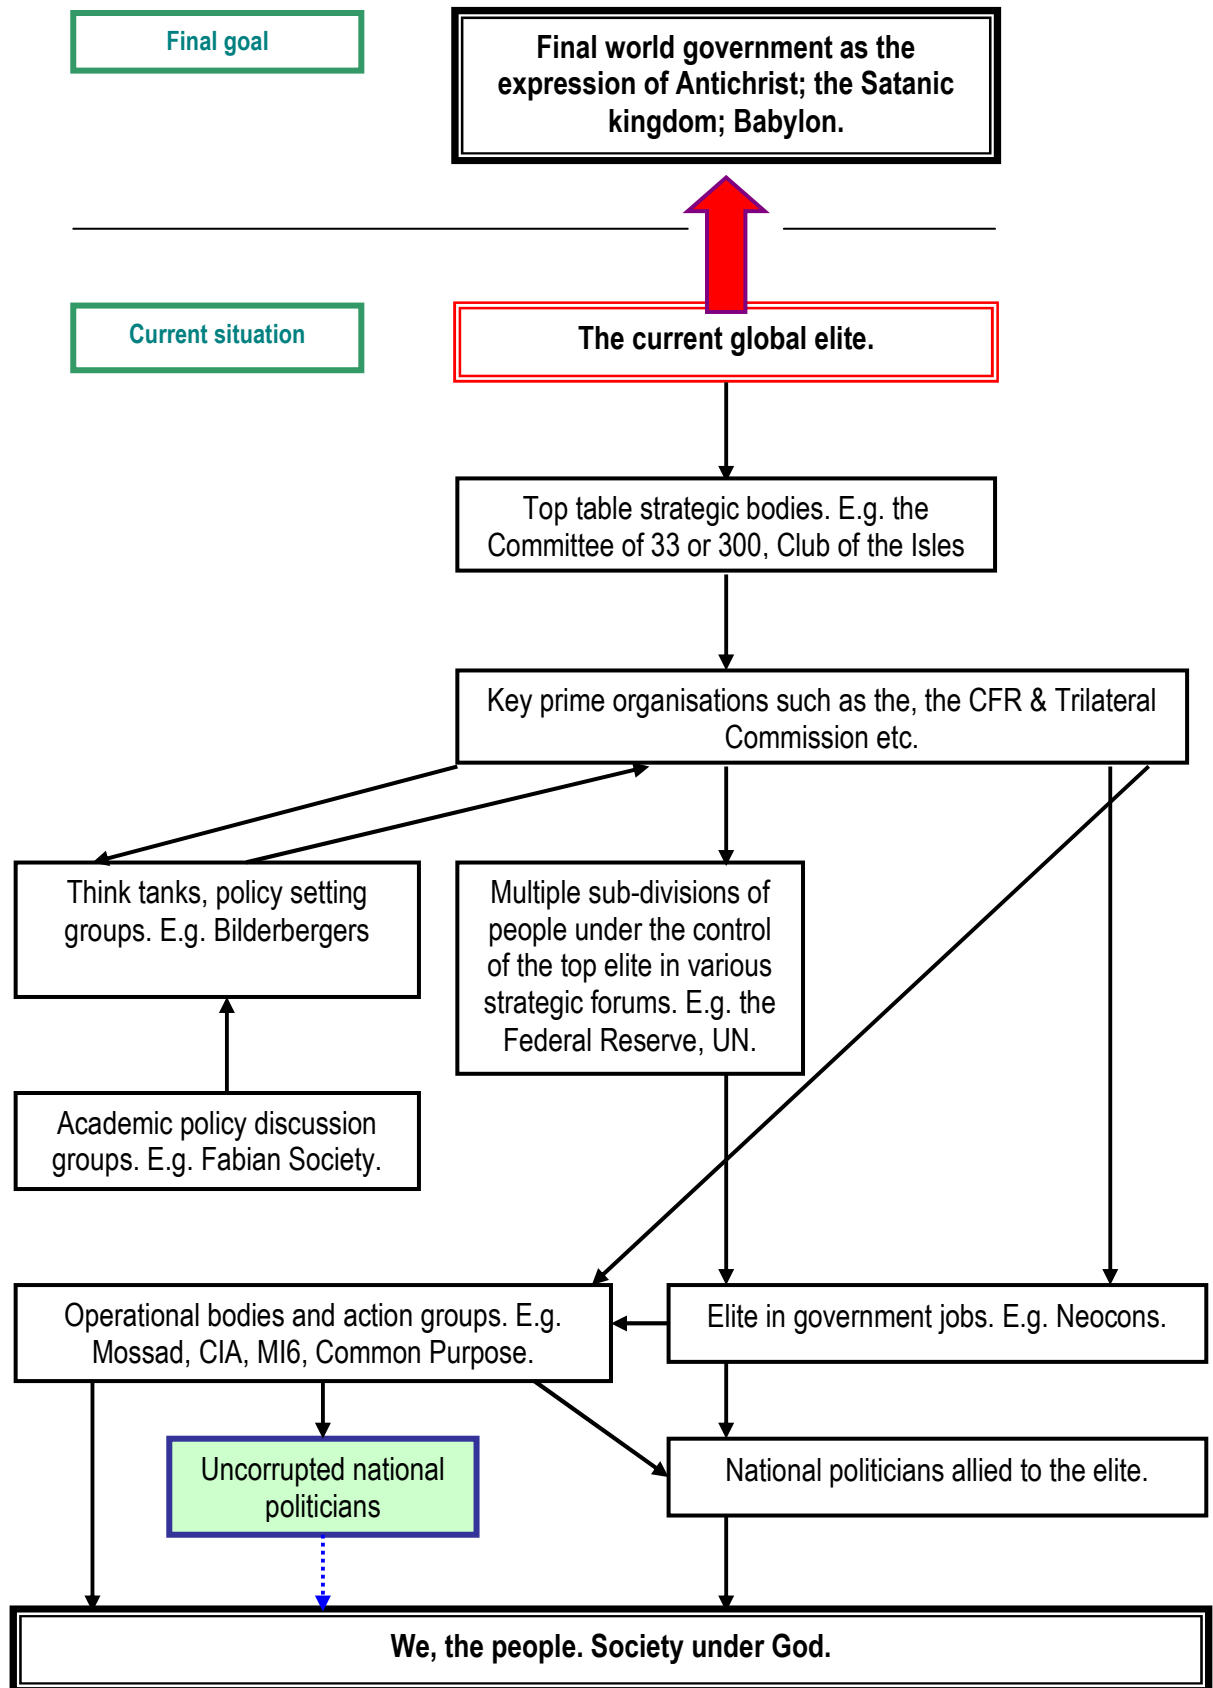 Final goal
Final world government as the
expression of Antichrist; the Satanic
kingdom; Babylon.
Current situation
The current global elite.
Top table strategic bodies. E.g. the
Committee of 33 or 300, Club of the Isles
Key prime organisations such as the, the CFR & Trilateral
Commission etc.
Think tanks, policy setting
groups. E.g. Bilderbergers
Multiple sub-divisions of
people under the control
of the top elite in various
strategic forums. E.g. the
Federal Reserve, UN.
Academic policy discussion
groups. E.g. Fabian Society.
Operational bodies and action groups. E.g.
Mossad, CIA, MI6, Common Purpose.
Elite in government jobs. E.g. Neocons.
Uncorrupted national
politicians
National politicians allied to the elite.
We, the people. Society under God.